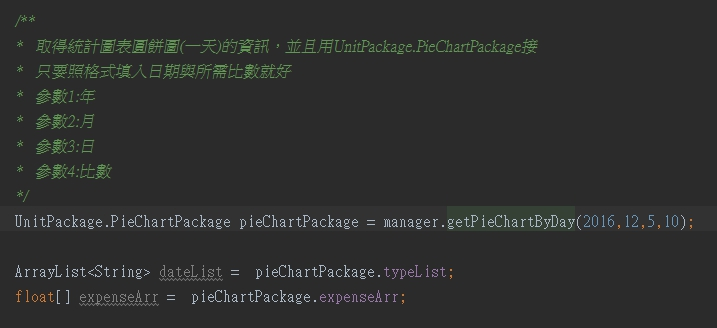 /**
* 取得統計圖表圓餅圖(一天)的資訊，並且用UnitPackage.PieChartPackage接
* 只要照格式填入日期與所需比數就好
* 參數1:年
* 參數2:月
* 參數3:日
* 參數4:比數
*/
UnitPackage.PieChartPackage pieChartPackage = manager.getPieChartByDay(2016,12,5,10);
ArrayList<String> dateList = pieChartPackage.typeList;
float[] expenseArr = pieChartPackage.expenseArr;